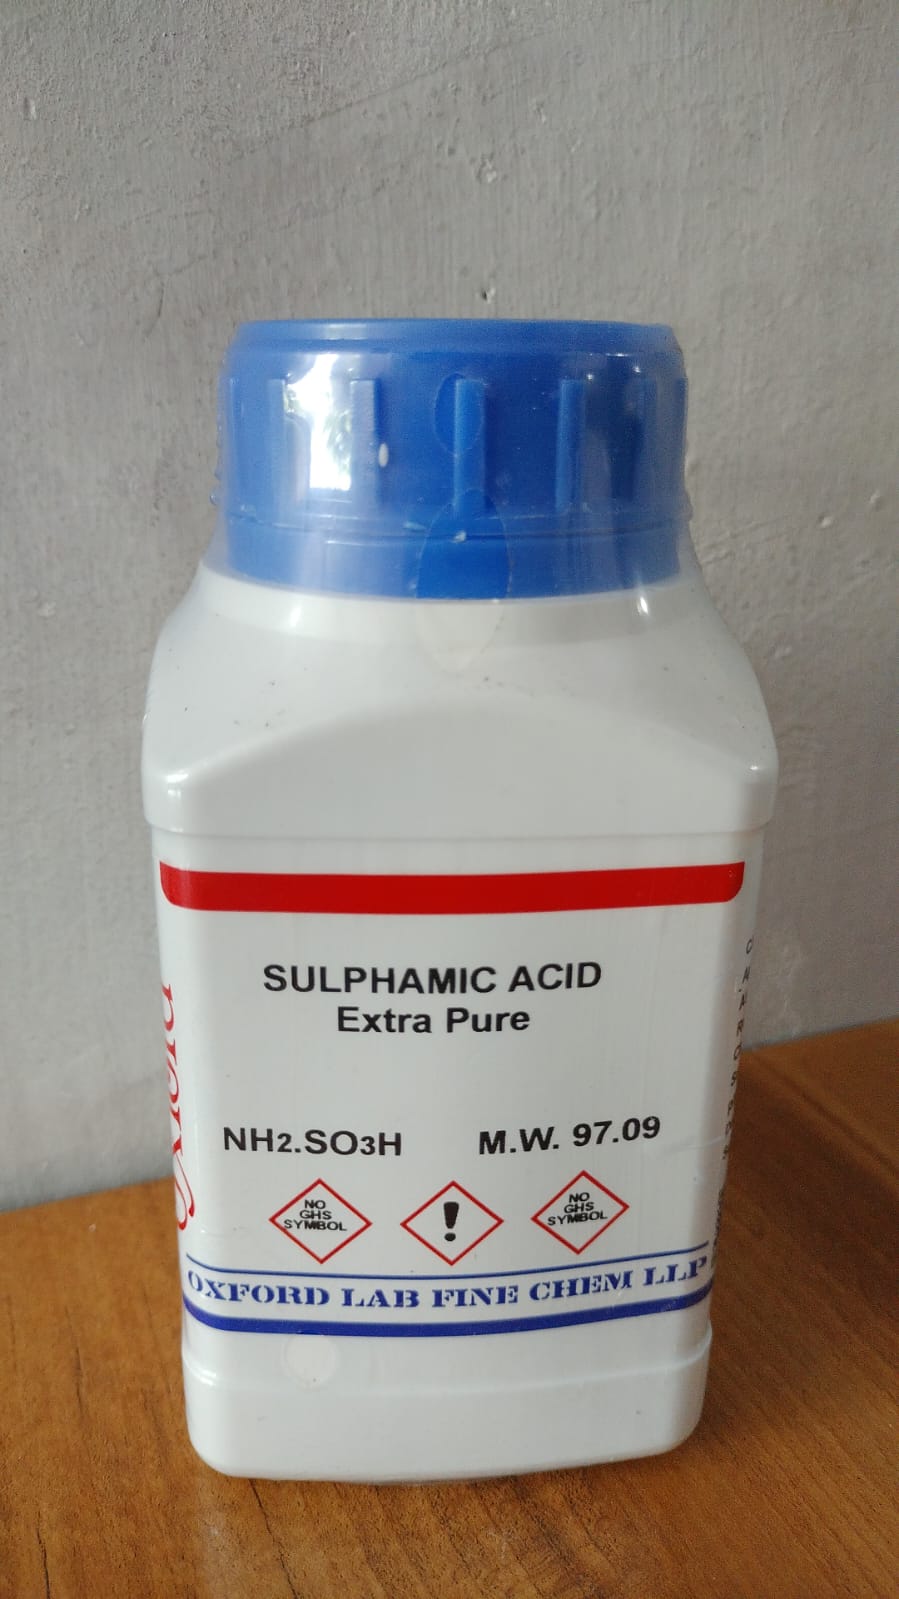 SULPHAMIC ACID
Extra Pure
NH2.SO3H M.W. 97.09
NO
GHS
SYMBOL
!
NO
GHS
SYMBOL
OXFORD LAB FINE CHEM LLP